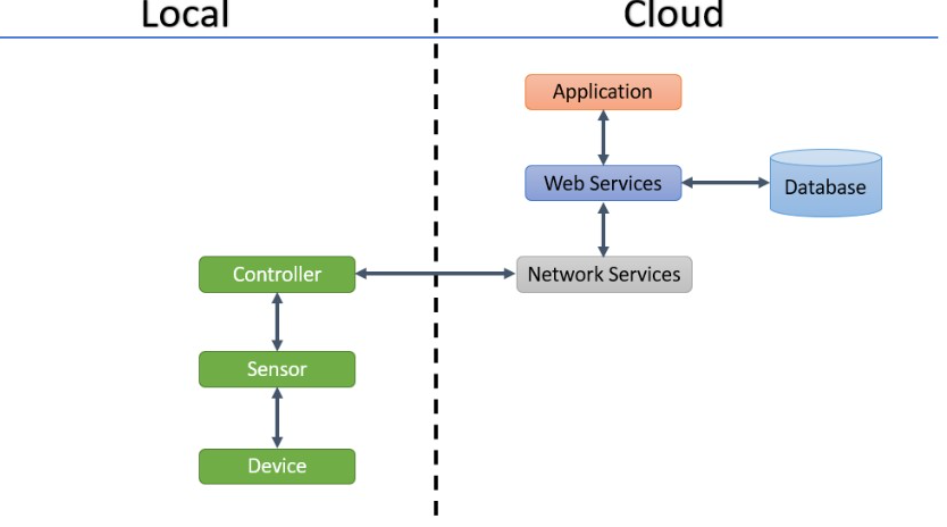 Local
Cloud
Application
Web Services
Database
Controller
Network Services
Sensor
Device